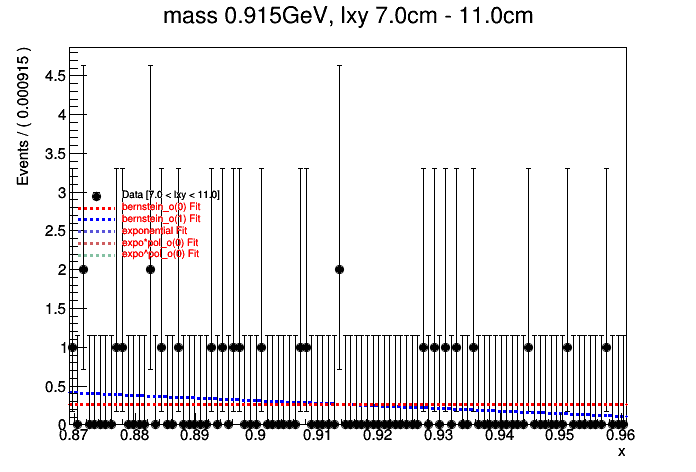 mass 0.915GeV, lxy 7.0cm - 11.0cm
Events / ( 0.000915 )
4.5
4
3.5
3
2.5
2
1.5
1
0.5
0
Data [7.0 < lxy < 11.0]
bernstein_o(0) Fit
bernstein_o(1) Fit
exponential Fit
expo*pol_o(0) Fit
expo^pol_o(0) Fit
0.87 0.88 0.89 0.9 0.91 0.92 0.93 0.94 0.95 0.96
x